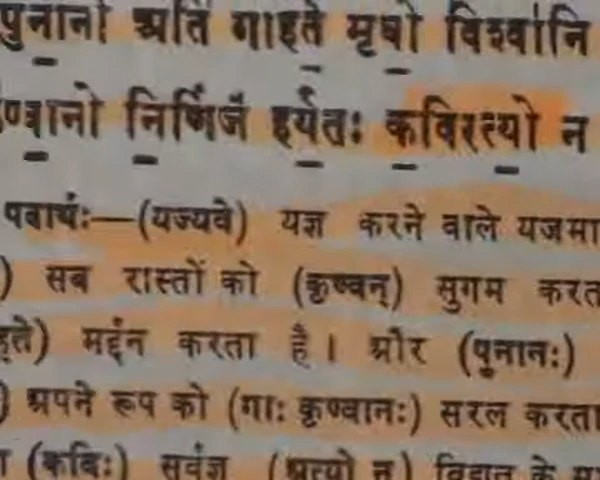 पुनानो अति गाहते मृधो विश्वानि
निर्णिजं हर्यतः कविरत्यो न
पदार्थः—(यज्यवे) यज्ञ करने वाले यजमा
) सब रास्तों को (कृण्वन्) सुगम करत
हते) मर्द्दन करता है । और (पुनानः)
) अपने रूप को (गाः कृण्वानः) सरल करता
(कविः) सर्वज्ञ (अत्यो न) विद्युत् के